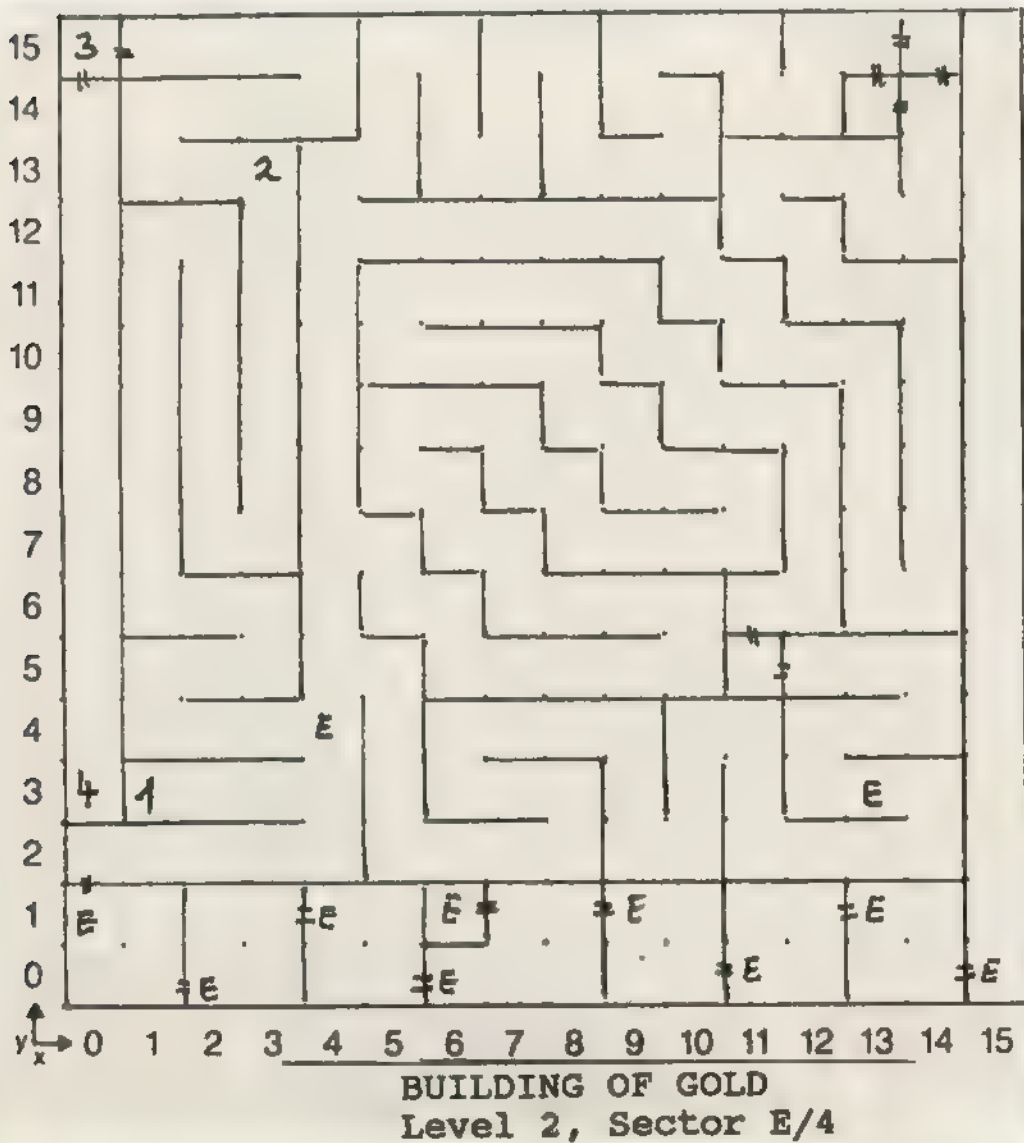 15 3
14
13 2
12
11
10
9
8
7
6
5
4 E
3 4 1 E
2
1 E E E E E
0 E E E E
y x 0 1 2 3 4 5 6 7 8 9 10 11 12 13 14 15
BUILDING OF GOLD
Level 2, Sector E/4